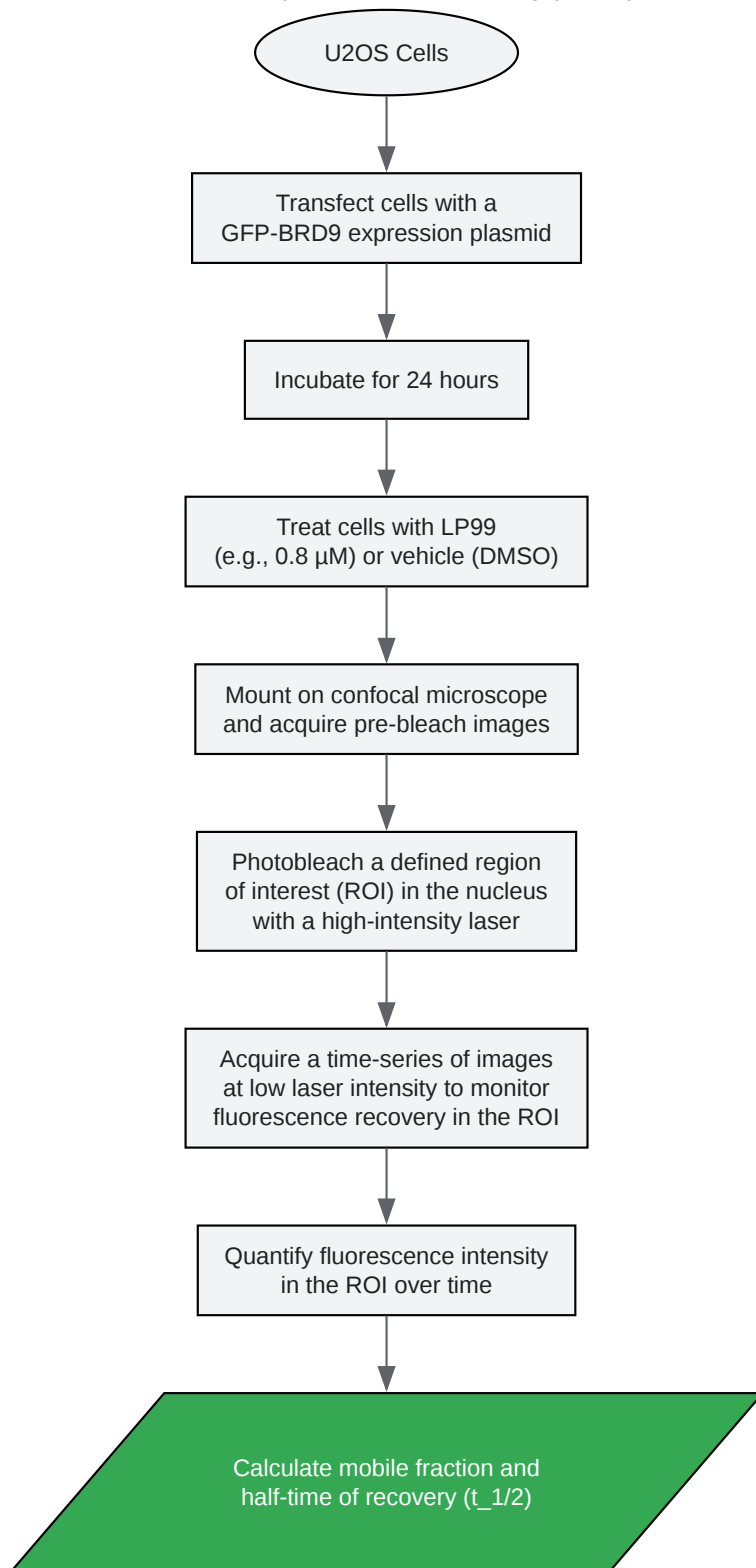 U2OS Cells
Transfect cells with a
GFP-BRD9 expression plasmid
Incubate for 24 hours
Treat cells with LP99
(e.g., 0.8 µM) or vehicle (DMSO)
Mount on confocal microscope
and acquire pre-bleach images
Photobleach a defined region
of interest (ROI) in the nucleus
with a high-intensity laser
Acquire a time-series of images
at low laser intensity to monitor
fluorescence recovery in the ROI
Quantify fluorescence intensity
in the ROI over time
Calculate mobile fraction and
half-time of recovery (t_1/2)